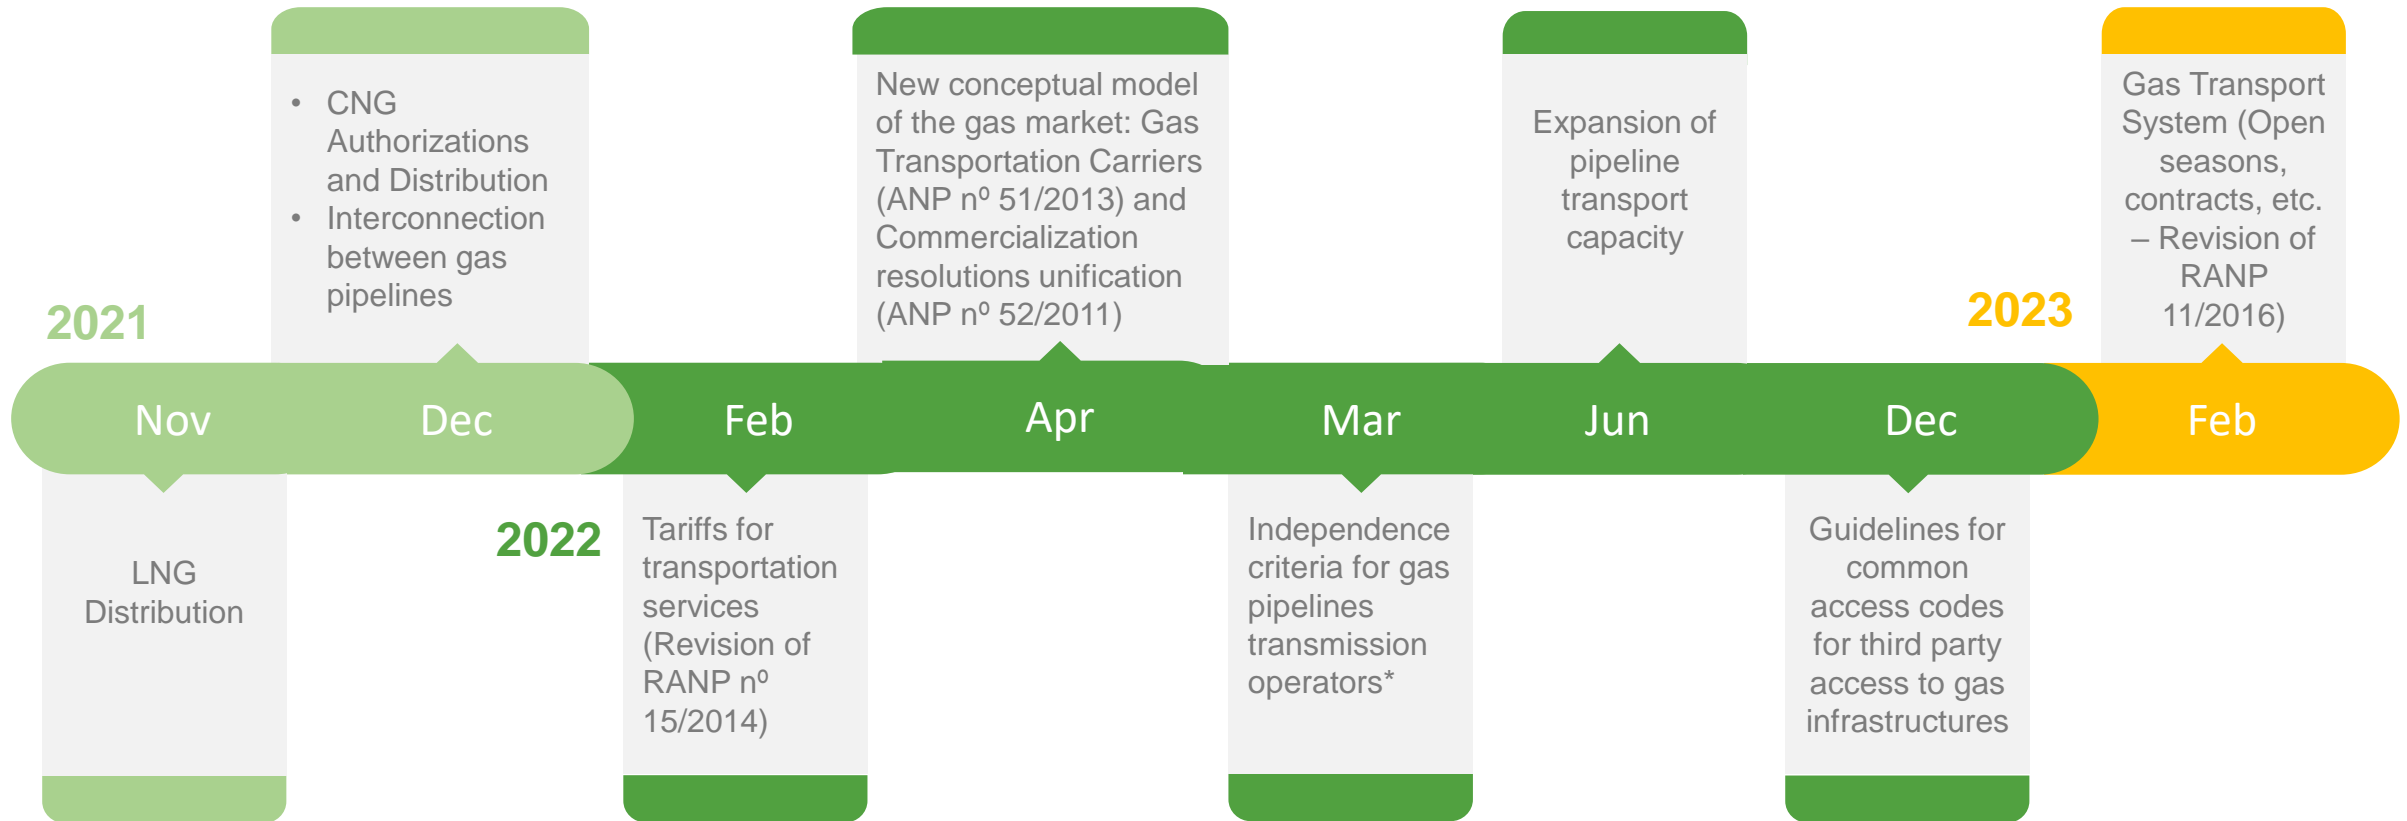 • CNG
Authorizations
and Distribution
• Interconnection
between gas
pipelines
New conceptual model
of the gas market: Gas
Transportation Carriers
(ANP nº 51/2013) and
Commercialization
resolutions unification
(ANP nº 52/2011)
Expansion of
pipeline
transport
capacity
Gas Transport
System (Open
seasons,
contracts, etc.
– Revision of
RANP
11/2016)
2021
2023
Nov
Dec
Feb
Apr
Mar
Jun
Dec
Feb
LNG
Distribution
2022
Tariffs for
transportation
services
(Revision of
RANP nº
15/2014)
Independence
criteria for gas
pipelines
transmission
operators*
Guidelines for
common
access codes
for third party
access to gas
infrastructures